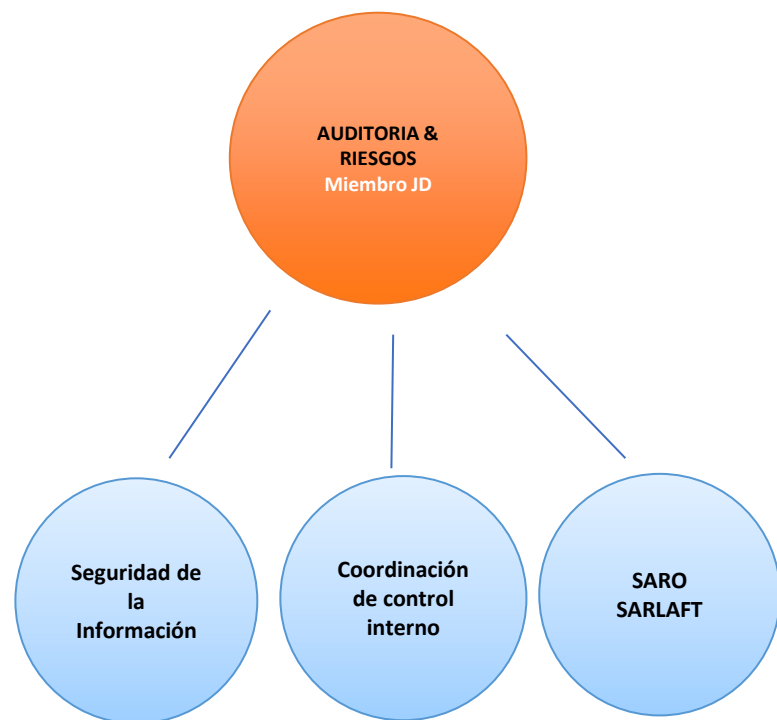 AUDITORIA &
RIESGOS
Miembro JD
Seguridad de
la
Información
Coordinación
de control
interno
SARO
SARLAFT